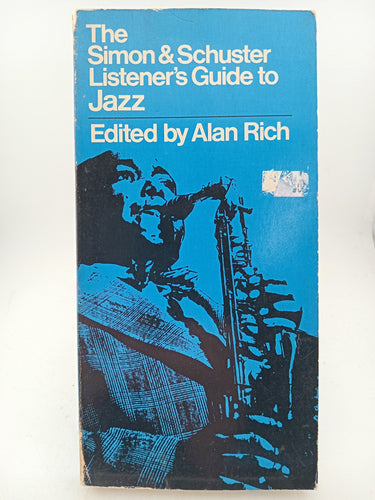 The
Simon & Schuster
Listener's Guide to
Jazz
Edited by Alan Rich